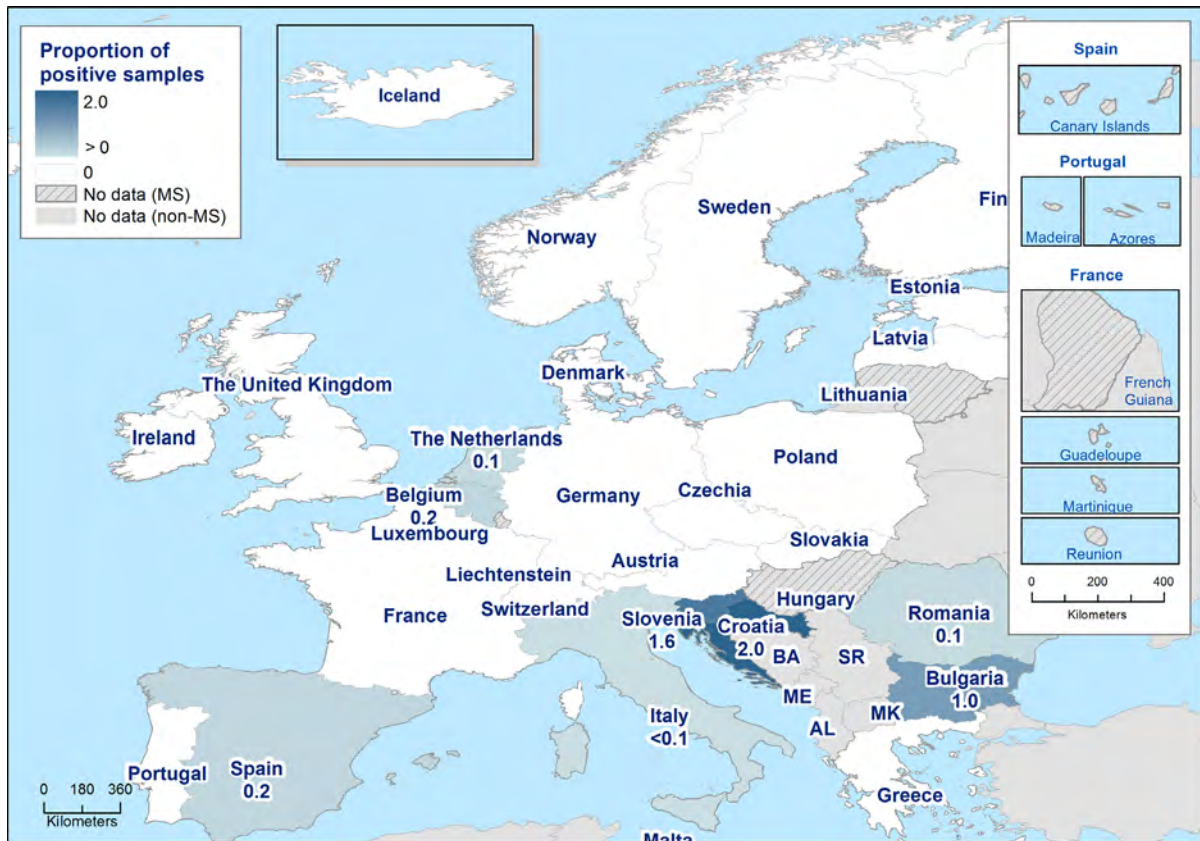 Proportion of
positive samples
2.0
> 0
0
No data (MS)
No data (non-MS)
Iceland
Norway
Sweden
Fin
Estonia
Latvia
Denmark
Lithuania
The United Kingdom
Ireland
The Netherlands
0.1
Belgium
0.2
Luxembourg
Germany
Poland
Czechia
Slovakia
Austria
Liechtenstein
Switzerland
France
Hungary
Slovenia
1.6
Croatia
2.0
Romania
0.1
BA
SR
Bulgaria
1.0
ME
MK
AL
Italy
<0.1
Portugal
Spain
0.2
Greece
Malta
0 180 360
Kilometers
Spain
Canary Islands
Portugal
Madeira
Azores
France
French
Guiana
Guadeloupe
Martinique
Reunion
0 200 400
Kilometers